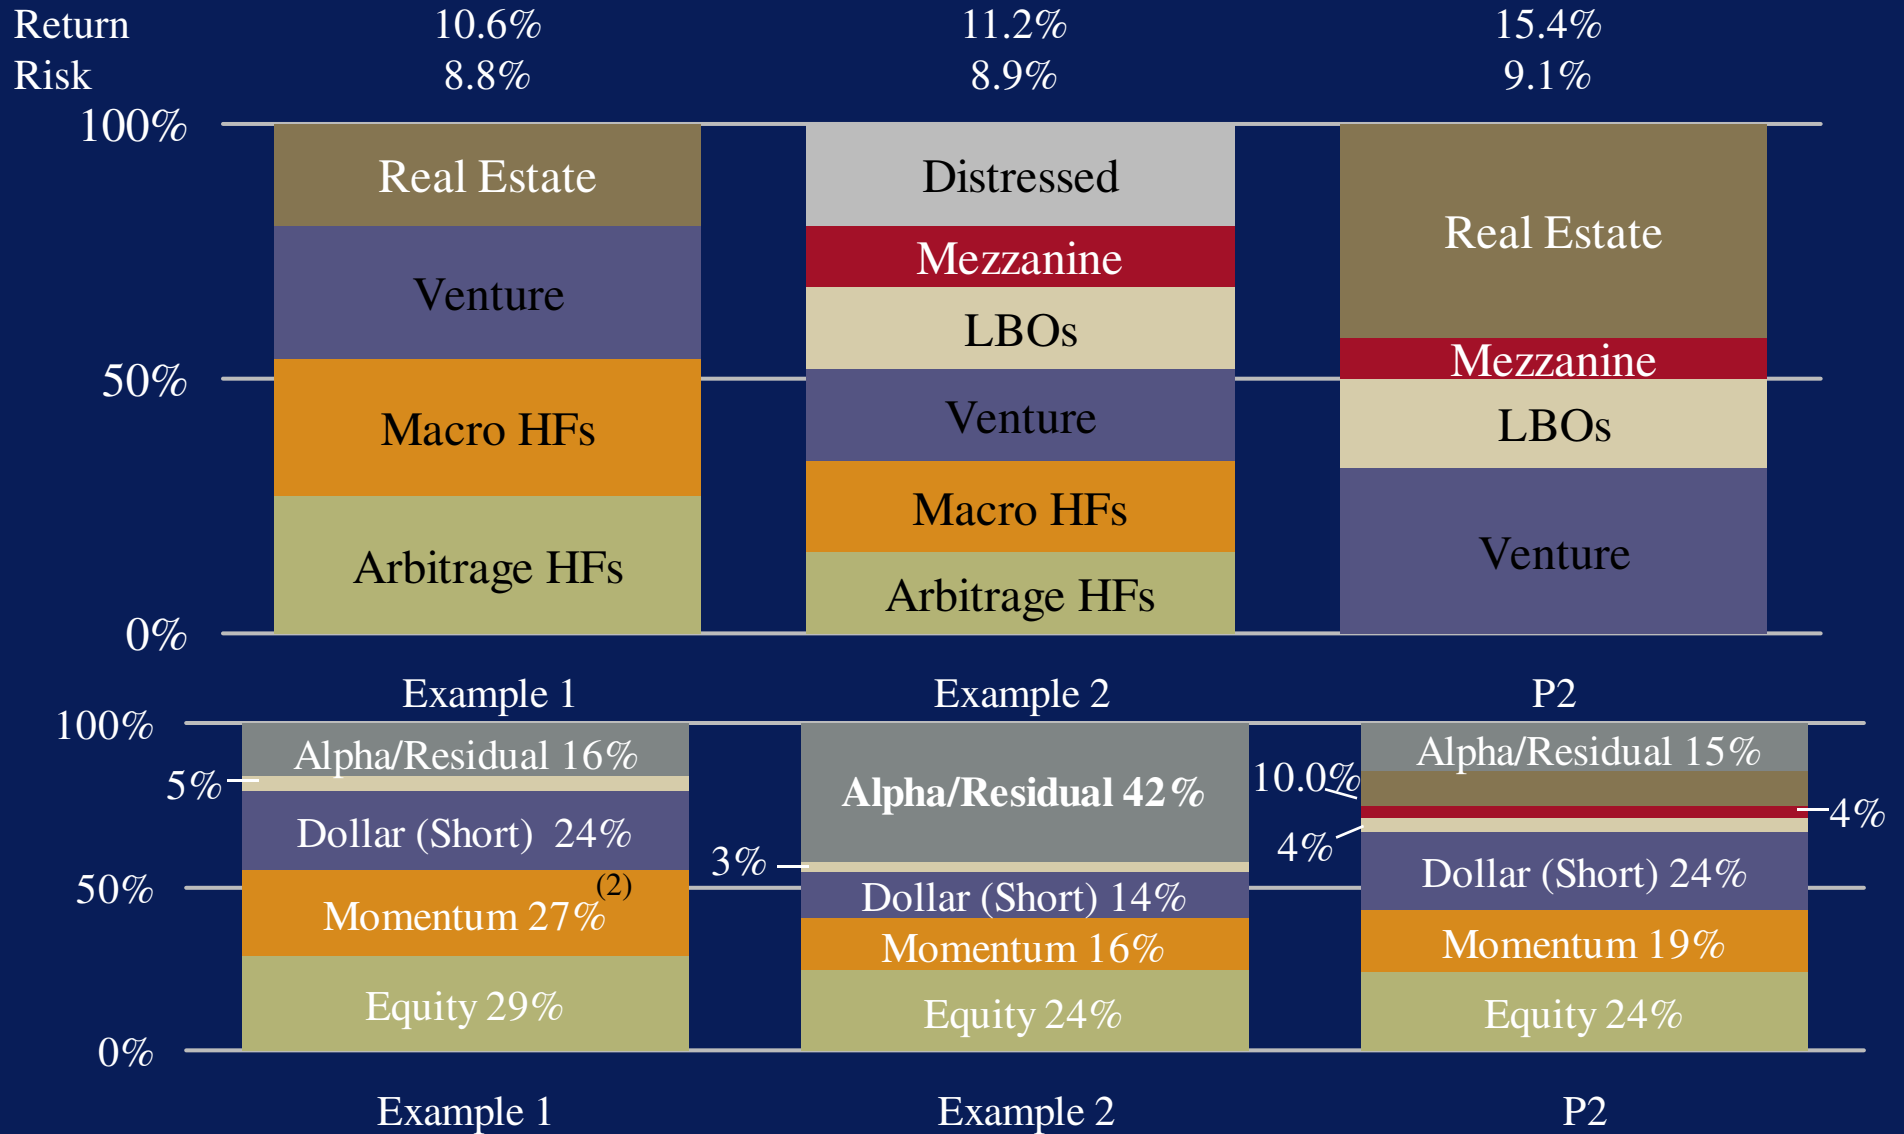 Return 10.6% 11.2% 15.4%
Risk 8.8% 8.9% 9.1%
100%
Real Estate
Venture
Macro HFs
Arbitrage HFs
Distressed
Mezzanine
LBOs
Venture
Macro HFs
Arbitrage HFs
Real Estate
Mezzanine
LBOs
Venture
50%
0%
Example 1 Example 2 P2
100%
50%
0%
Alpha/Residual 16%
5%
Dollar (Short) 24%
Momentum 27% (2)
Equity 29%
Alpha/Residual 42%
3%
Dollar (Short) 14%
Momentum 16%
Equity 24%
Alpha/Residual 15%
10.0%
4%
4%
Dollar (Short) 24%
Momentum 19%
Equity 24%
Example 1 Example 2 P2